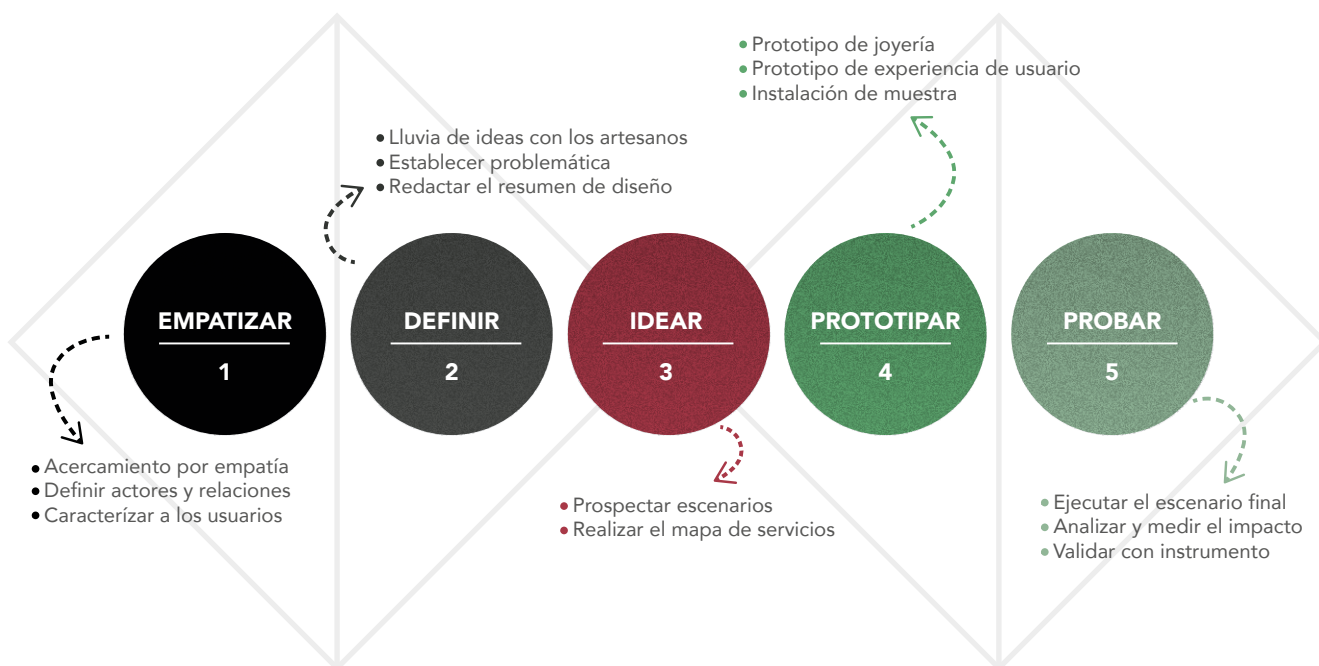 EMPATIZAR
1
• Acercamiento por empatía
• Definir actores y relaciones
• Caracterízar a los usuarios
DEFINIR
2
• Lluvia de ideas con los artesanos
• Establecer problemática
• Redactar el resumen de diseño
IDEAR
3
• Prospectar escenarios
• Realizar el mapa de servicios
PROTOTIPAR
4
• Prototipo de joyería
• Prototipo de experiencia de usuario
• Instalación de muestra
PROBAR
5
• Ejecutar el escenario final
• Analizar y medir el impacto
• Validar con instrumento